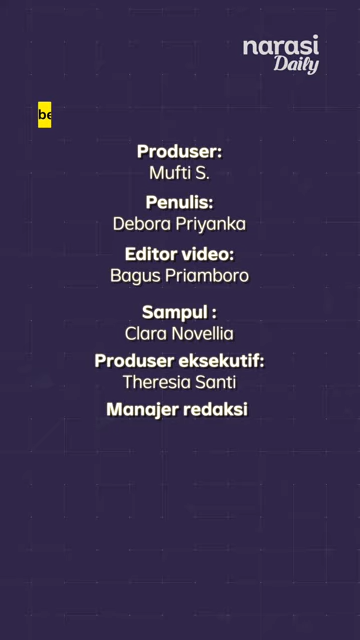 narasi
Daily
be
Produser:
Mufti S.
Penulis:
Debora Priyanka
Editor video:
Bagus Priamboro
Sampul :
Clara Novellia
Produser eksekutif:
Theresia Santi
Manajer redaksi